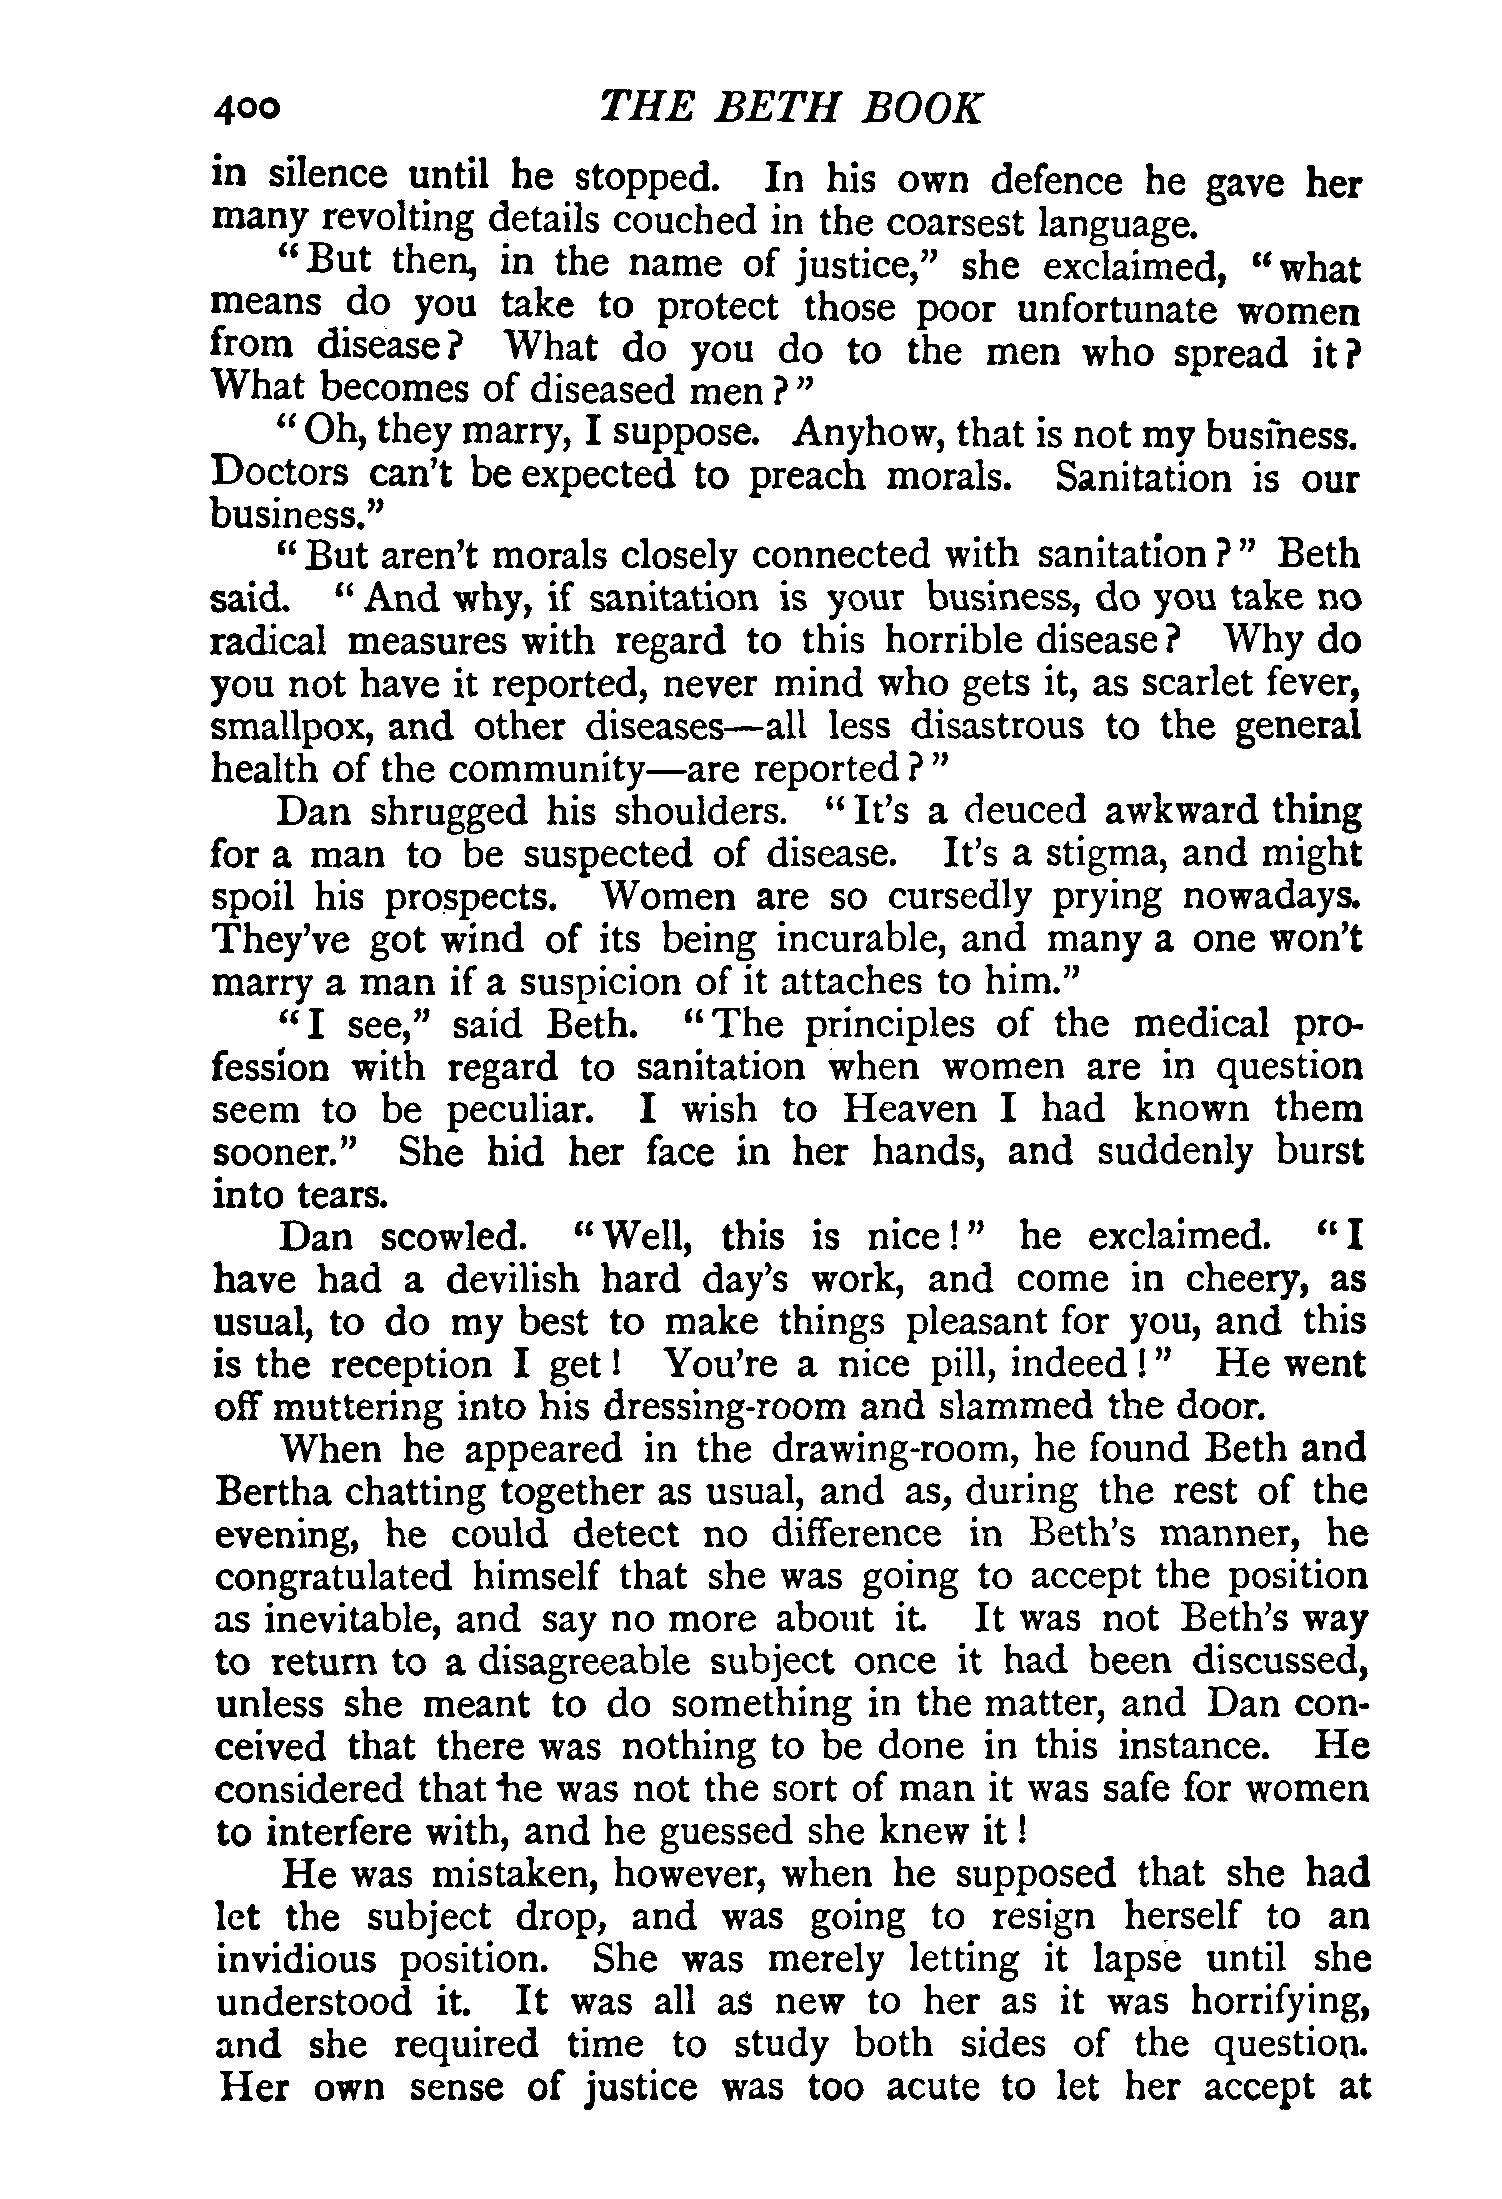 400 THE BETH BOOK
in silence until he stopped. In his own defence he gave her
many revolting details couched in the coarsest language.
“But then, in the name of justice,” she exclaimed, “what
means do you take to protect those poor unfortunate women
from disease? What do you do to the men who spread it?
What becomes of diseased men?”
“Oh, they marry, I suppose. Anyhow, that is not my business.
Doctors can't be expected to preach morals. Sanitation is our
business.”
“But aren't morals closely connected with sanitation?” Beth
said. “And why, if sanitation is your business, do you take no
radical measures with regard to this horrible disease? Why do
you not have it reported, never mind who gets it, as scarlet fever,
smallpox, and other diseases—all less disastrous to the general
health of the community—are reported?”
Dan shrugged his shoulders. “It's a deuced awkward thing
for a man to be suspected of disease. It's a stigma, and might
spoil his prospects. Women are so cursedly prying nowadays.
They've got wind of its being incurable, and many a one won't
marry a man if a suspicion of it attaches to him.”
“I see,” said Beth. “The principles of the medical pro-
fession with regard to sanitation when women are in question
seem to be peculiar. I wish to Heaven I had known them
sooner.” She hid her face in her hands, and suddenly burst
into tears.
Dan scowled. “Well, this is nice!” he exclaimed. “I
have had a devilish hard day's work, and come in cheery, as
usual, to do my best to make things pleasant for you, and this
is the reception I get! You're a nice pill, indeed!” He went
off muttering into his dressing-room and slammed the door.
When he appeared in the drawing-room, he found Beth and
Bertha chatting together as usual, and as, during the rest of the
evening, he could detect no difference in Beth's manner, he
congratulated himself that she was going to accept the position
as inevitable, and say no more about it. It was not Beth's way
to return to a disagreeable subject once it had been discussed,
unless she meant to do something in the matter, and Dan con-
ceived that there was nothing to be done in this instance. He
considered that he was not the sort of man it was safe for women
to interfere with, and he guessed she knew it!
He was mistaken, however, when he supposed that she had
let the subject drop, and was going to resign herself to an
invidious position. She was merely letting it lapse until she
understood it. It was all as new to her as it was horrifying,
and she required time to study both sides of the question.
Her own sense of justice was too acute to let her accept at